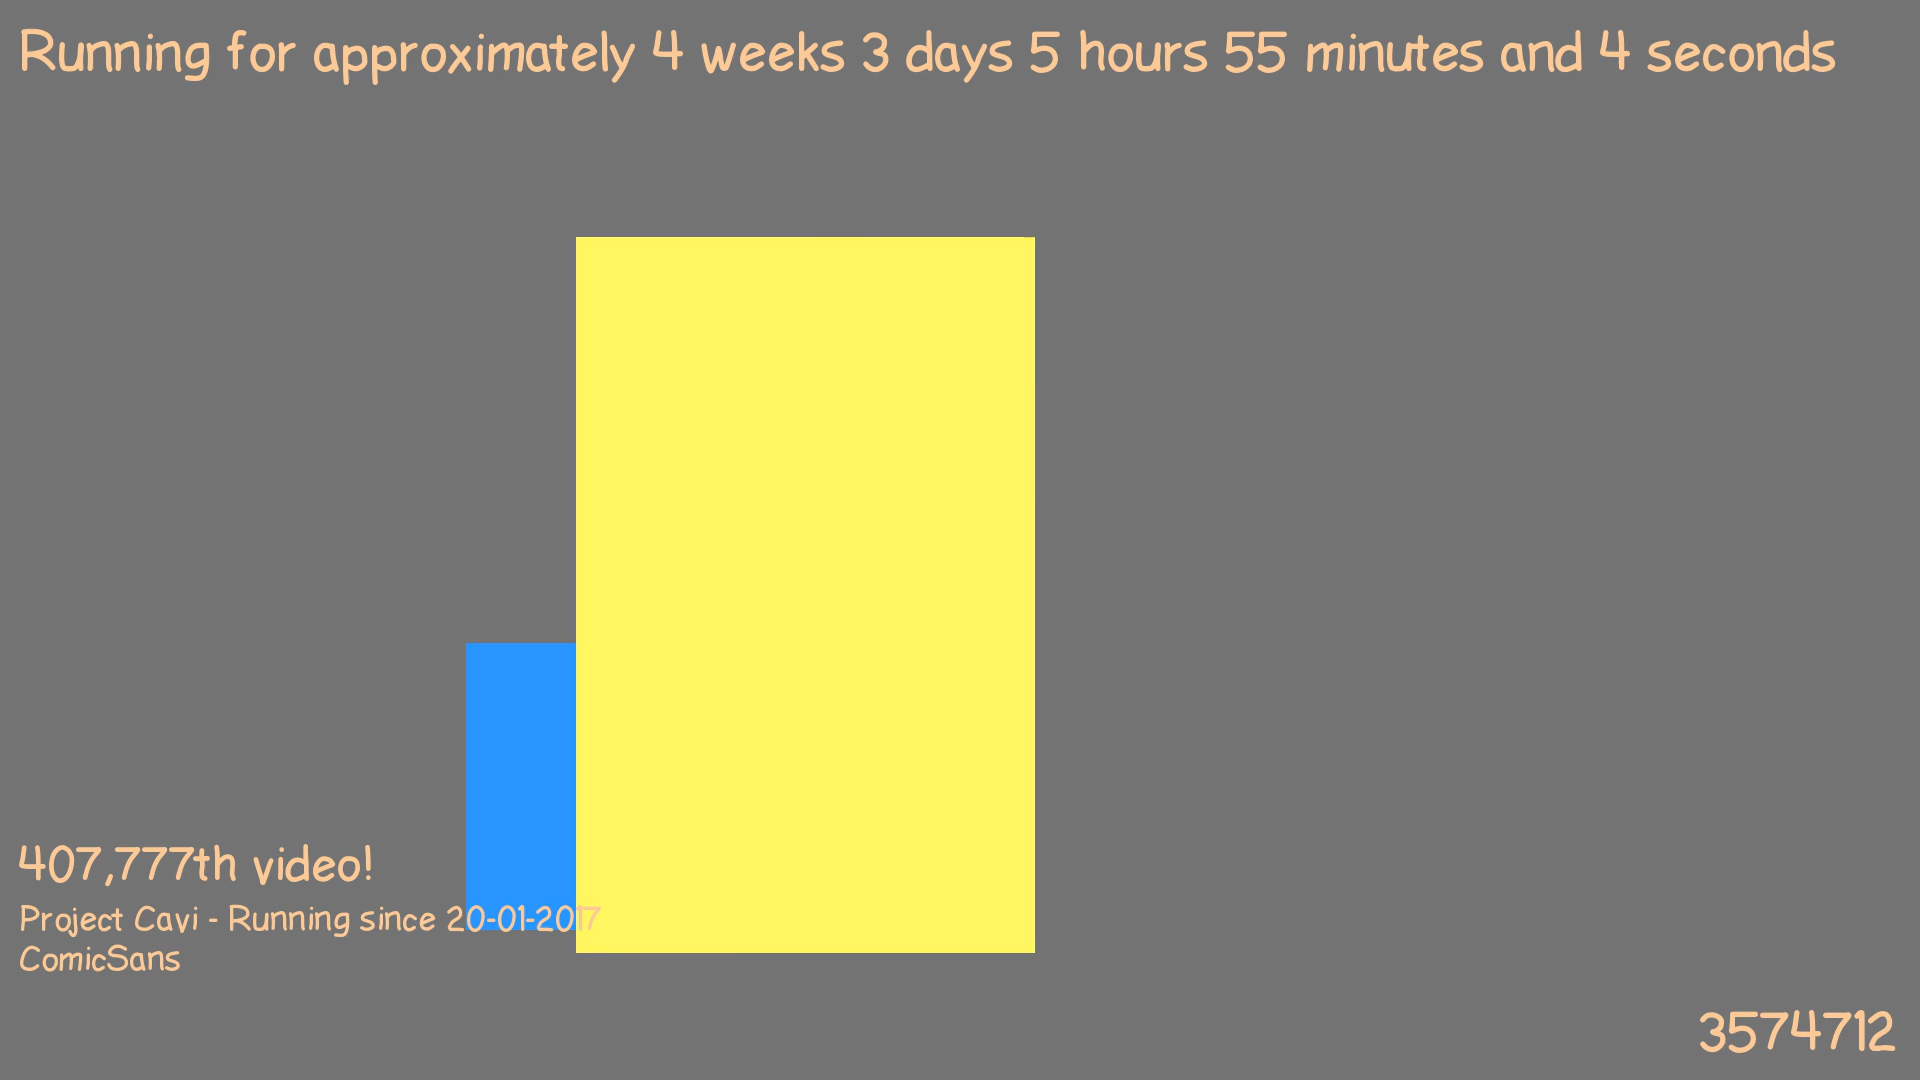 Running for approximately 4 weeks 3 days 5 hours 55 minutes and 4 seconds
407,777th video!
Project Cavi - Running since 20-01-2017
ComicSans
3574712